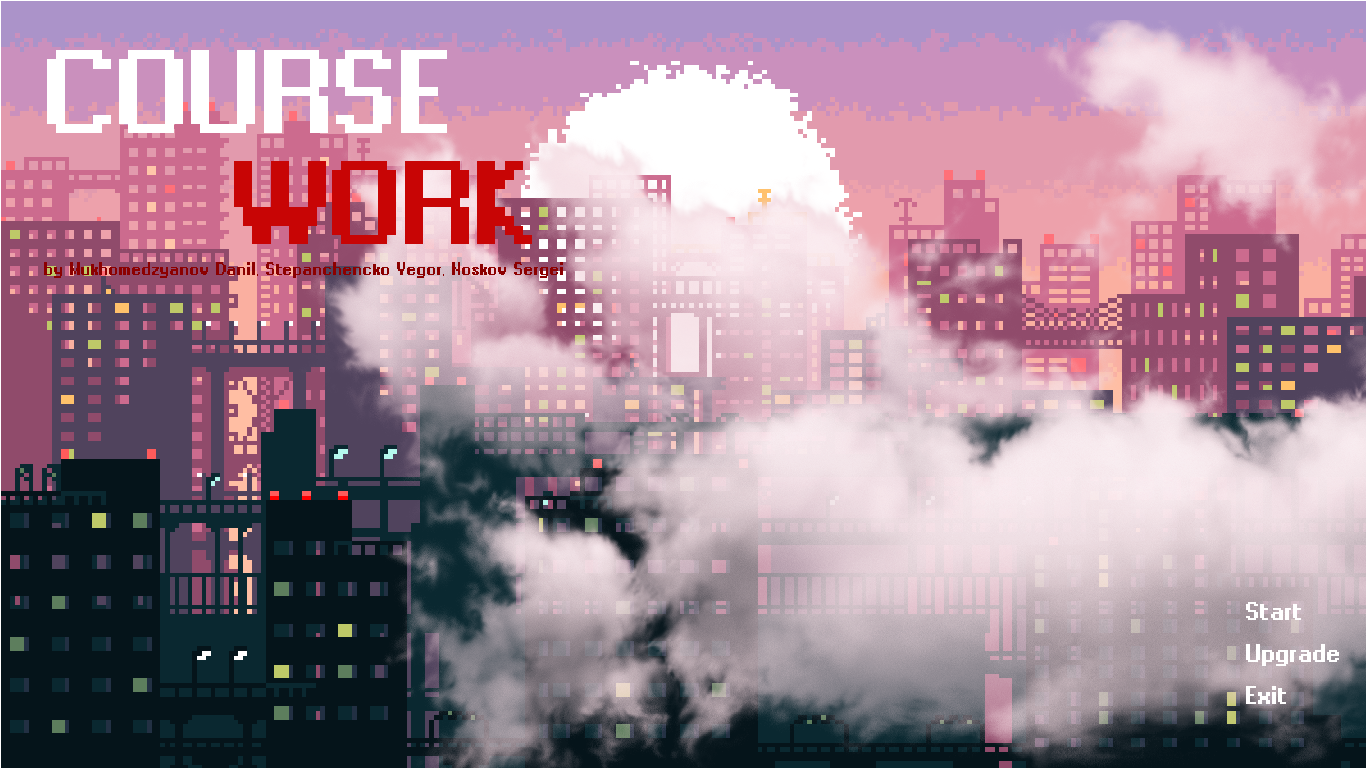 COURSE
WORK
by Mukhomedzyanov Danil, Stepanchencko Yegor, Noskov Sergei
Start
Upgrade
Exit